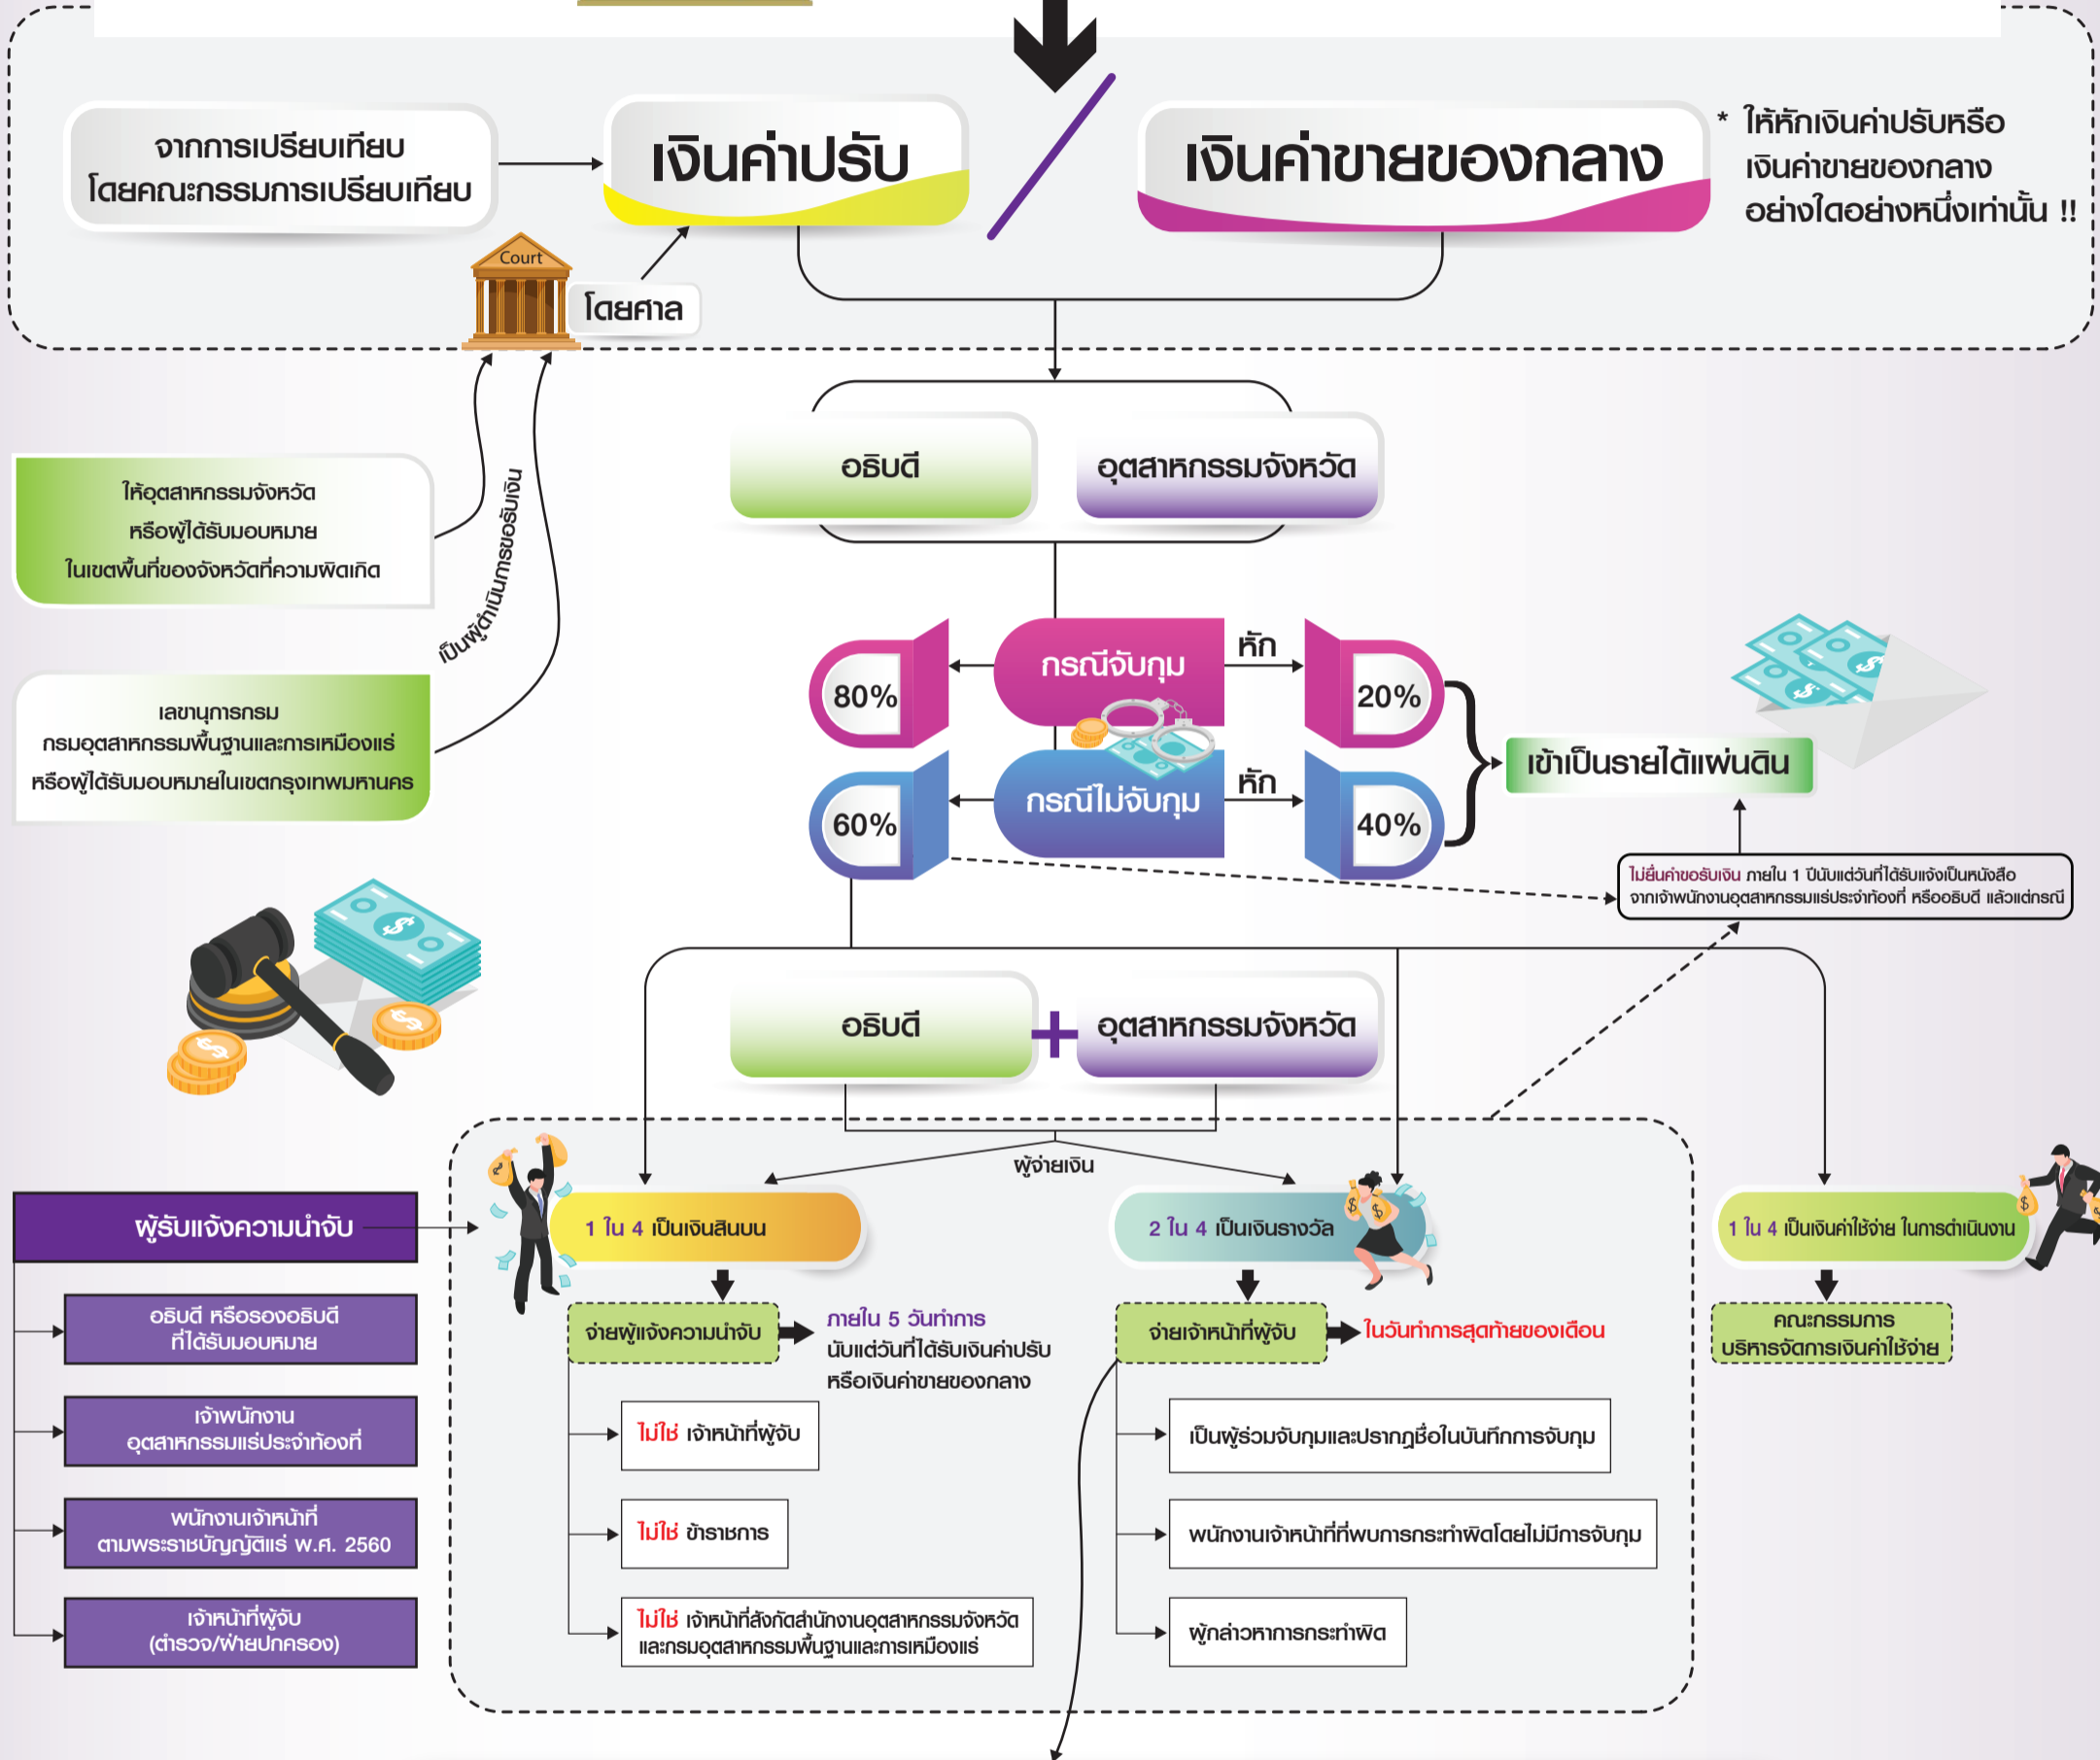 จากการเปรียบเทียบ
โดยคณะกรรมการเปรียบเทียบ
เงินค่าปรับ
เงินค่าขายของกลาง
* ให้หักเงินค่าปรับหรือ
เงินค่าขายของกลาง
อย่างใดอย่างหนึ่งเท่านั้น !!
Court
โดยศาล
อธิบดี
อุตสาหกรรมจังหวัด
ให้อุตสาหกรรมจังหวัด
หรือผู้ได้รับมอบหมาย
ในเขตพื้นที่ของจังหวัดที่ความผิดเกิด
เป็นผู้ดำเนินการขอรับเงิน
เลขานุการกรม
กรมอุตสาหกรรมพื้นฐานและการเหมืองแร่
หรือผู้ได้รับมอบหมายในเขตกรุงเทพมหานคร
80%
กรณีจับกุม
หัก
20%
60%
กรณีไม่จับกุม
หัก
40%
เข้าเป็นรายได้แผ่นดิน
ไม่ยื่นคำขอรับเงิน ภายใน 1 ปีนับแต่วันที่ได้รับแจ้งเป็นหนังสือ
จากเจ้าพนักงานอุตสาหกรรมแร่ประจำท้องที่ หรืออธิบดี แล้วแต่กรณี
อธิบดี
+
อุตสาหกรรมจังหวัด
ผู้จ่ายเงิน
ผู้รับแจ้งความนำจับ
อธิบดี หรือรองอธิบดี
ที่ได้รับมอบหมาย
เจ้าพนักงาน
อุตสาหกรรมแร่ประจำท้องที่
พนักงานเจ้าหน้าที่
ตามพระราชบัญญัติแร่ พ.ศ. 2560
เจ้าหน้าที่ผู้จับ
(ตำรวจ/ฝ่ายปกครอง)
1 ใน 4 เป็นเงินสินบน
จ่ายผู้แจ้งความนำจับ
ภายใน 5 วันทำการ
นับแต่วันที่ได้รับเงินค่าปรับ
หรือเงินค่าขายของกลาง
ไม่ใช่ เจ้าหน้าที่ผู้จับ
ไม่ใช่ ข้าราชการ
ไม่ใช่ เจ้าหน้าที่สังกัดสำนักงานอุตสาหกรรมจังหวัด
และกรมอุตสาหกรรมพื้นฐานและการเหมืองแร่
2 ใน 4 เป็นเงินรางวัล
จ่ายเจ้าหน้าที่ผู้จับ
ในวันทำการสุดท้ายของเดือน
เป็นผู้ร่วมจับกุมและปรากฏชื่อในบันทึกการจับกุม
พนักงานเจ้าหน้าที่ที่พบการกระทำผิดโดยไม่มีการจับกุม
ผู้กล่าวหาการกระทำผิด
1 ใน 4 เป็นเงินค่าใช้จ่าย ในการดำเนินงาน
คณะกรรมการ
บริหารจัดการเงินค่าใช้จ่าย